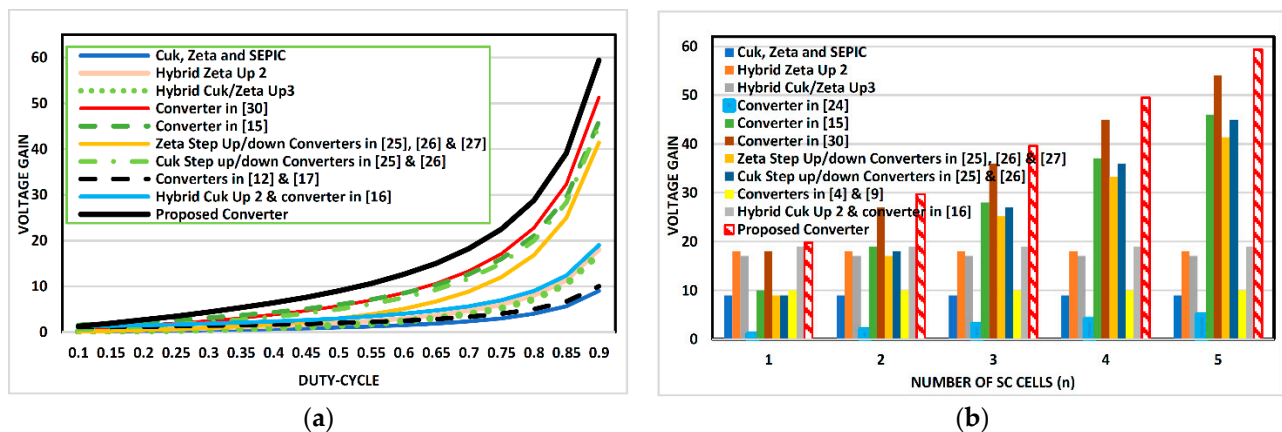 VOLTAGE GAIN
60
50
40
30
20
10
0
Cuk, Zeta and SEPIC
Hybrid Zeta Up 2
Hybrid Cuk/Zeta Up3
Converter in [30]
Converter in [15]
Zeta Step Up/down Converters in [25], [26] & [27]
Cuk Step up/down Converters in [25] & [26]
Converters in [12] & [17]
Hybrid Cuk Up 2 & converter in [16]
Proposed Converter
0.1 0.15 0.2 0.25 0.3 0.35 0.4 0.45 0.5 0.55 0.6 0.65 0.7 0.75 0.8 0.85 0.9
DUTY-CYCLE
(a)
VOLTAGE GAIN
60
50
40
30
20
10
0
Cuk, Zeta and SEPIC
Hybrid Zeta Up 2
Hybrid Cuk/Zeta Up3
Converter in [24]
Converter in [15]
Converter in [30]
Zeta Step Up/down Converters in [25], [26] & [27]
Cuk Step up/down Converters in [25] & [26]
Converters in [4] & [9]
Hybrid Cuk Up 2 & converter in [16]
Proposed Converter
1 2 3 4 5
NUMBER OF SC CELLS (n)
(b)